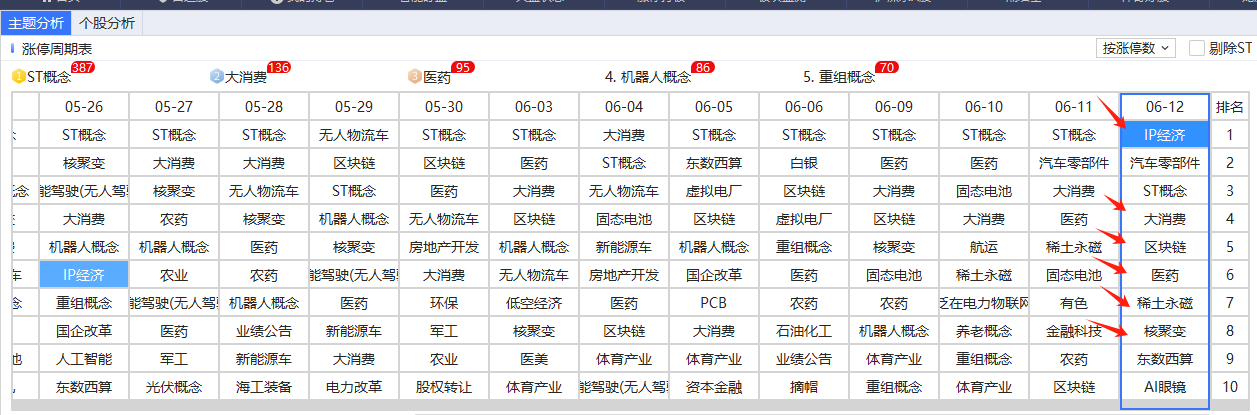 主题分析 个股分析
涨停周期表 按涨停数 剔除ST
1 ST概念 387 2 大消费 136 3 医药 95 4. 机器人概念 86 5. 重组概念 70
05-26 05-27 05-28 05-29 05-30 06-03 06-04 06-05 06-06 06-09 06-10 06-11 06-12 排名
ST概念 ST概念 ST概念 无人物流车 ST概念 ST概念 大消费 ST概念 ST概念 ST概念 ST概念 ST概念 IP经济 1
核聚变 大消费 大消费 区块链 区块链 医药 ST概念 东数西算 白银 医药 医药 汽车零部件 汽车零部件 2
能驾驶(无人驾 核聚变 无人物流车 ST概念 医药 大消费 无人物流车 虚拟电厂 区块链 大消费 固态电池 大消费 ST概念 3
大消费 农药 核聚变 机器人概念 无人物流车 区块链 固态电池 区块链 虚拟电厂 区块链 大消费 医药 大消费 4
机器人概念 机器人概念 医药 核聚变 房地产开发 机器人概念 新能源车 机器人概念 重组概念 核聚变 航运 稀土永磁 区块链 5
车 IP经济 农业 农药 能驾驶(无人驾 大消费 无人物流车 房地产开发 国企改革 医药 固态电池 稀土永磁 固态电池 医药 6
念 重组概念 能驾驶(无人驾 机器人概念 医药 环保 低空经济 医药 PCB 农药 农药 泛在电力物联网 有色 稀土永磁 7
国企改革 医药 业绩公告 新能源车 军工 核聚变 区块链 大消费 石油化工 机器人概念 养老概念 金融科技 核聚变 8
池 人工智能 军工 新能源车 大消费 农业 医美 体育产业 体育产业 业绩公告 体育产业 重组概念 农药 东数西算 9
东数西算 光伏概念 海工装备 电力改革 股权转让 体育产业 能驾驶(无人驾 资本金融 摘帽 重组概念 体育产业 区块链 AI眼镜 10